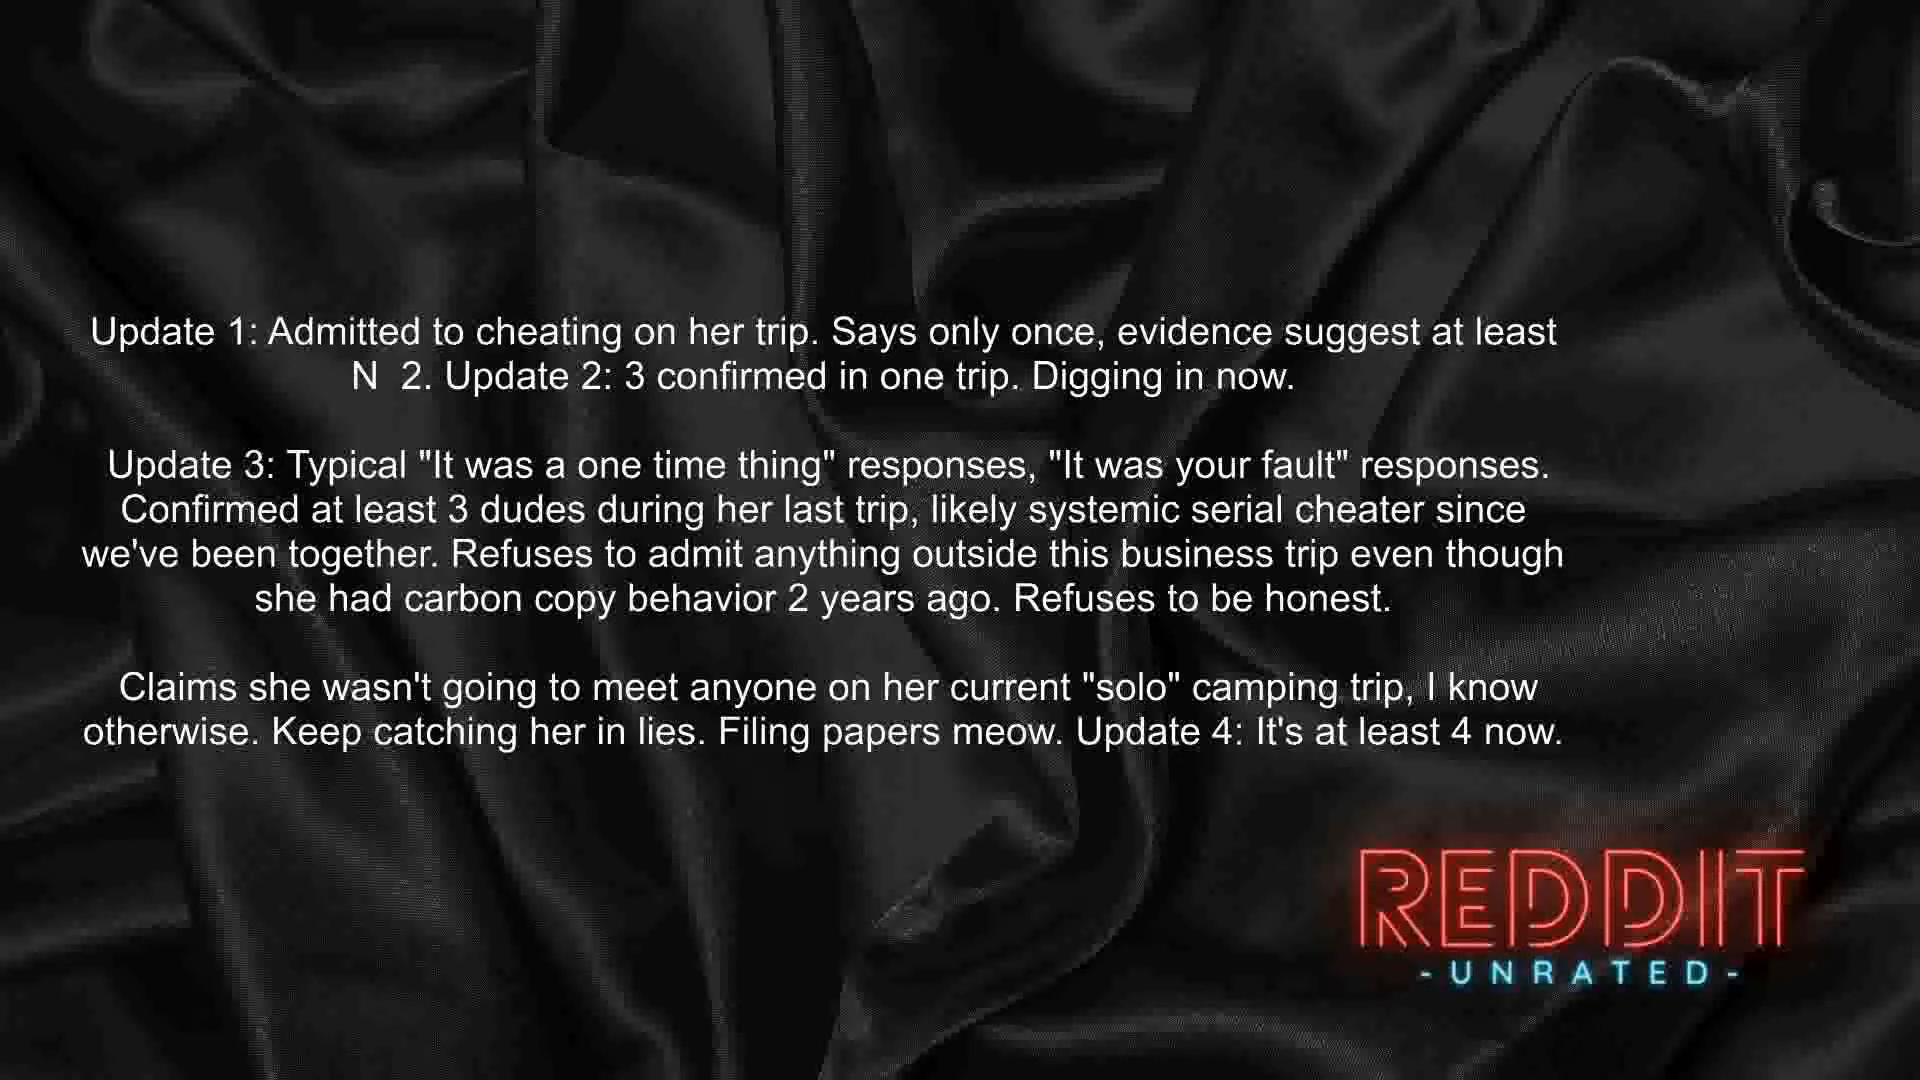 Update 1: Admitted to cheating on her trip. Says only once, evidence suggest at least
N  2. Update 2: 3 confirmed in one trip. Digging in now.
Update 3: Typical "It was a one time thing" responses, "It was your fault" responses.
Confirmed at least 3 dudes during her last trip, likely systemic serial cheater since
we've been together. Refuses to admit anything outside this business trip even though
she had carbon copy behavior 2 years ago. Refuses to be honest.
Claims she wasn't going to meet anyone on her current "solo" camping trip, I know
otherwise. Keep catching her in lies. Filing papers meow. Update 4: It's at least 4 now.
REDDIT
- UNRATED -